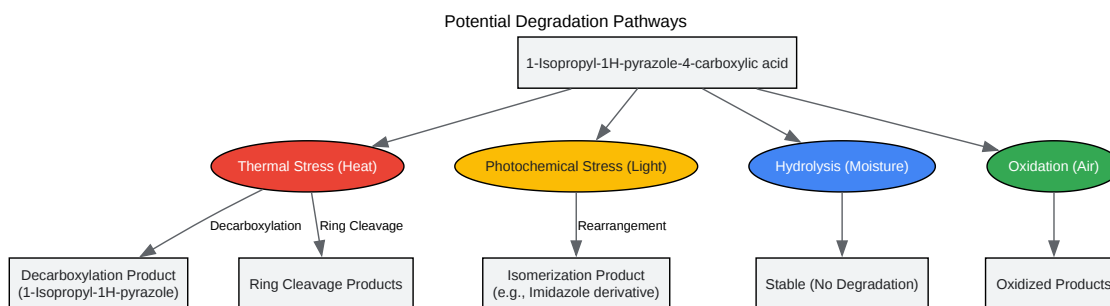 Potential Degradation Pathways
1-Isopropyl-1H-pyrazole-4-carboxylic acid
Thermal Stress (Heat)
Photochemical Stress (Light)
Hydrolysis (Moisture)
Oxidation (Air)
Decarboxylation
Ring Cleavage
Rearrangement
Decarboxylation Product
(1-Isopropyl-1H-pyrazole)
Ring Cleavage Products
Isomerization Product
(e.g., Imidazole derivative)
Stable (No Degradation)
Oxidized Products